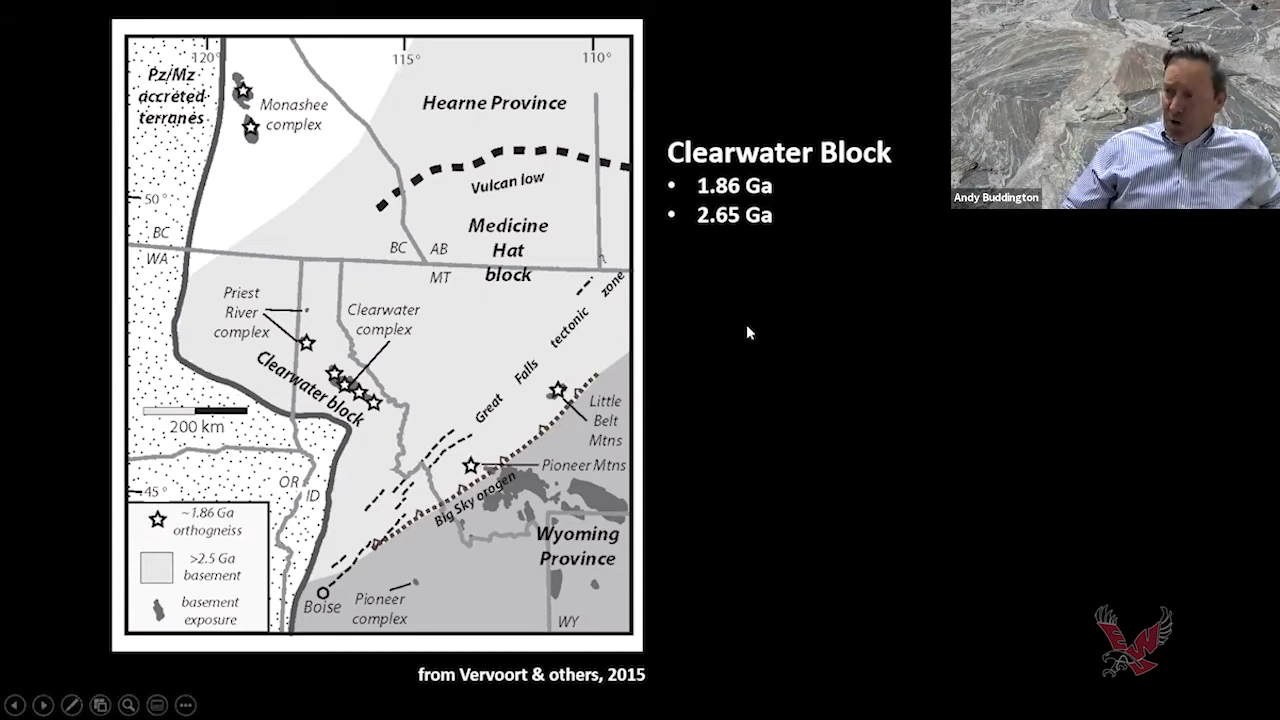 120°
115°
110°
Pz/Mz
accreted
terranes
Monashee
complex
Hearne Province
Vulcan low
50°
BC
WA
BC
AB
MT
Medicine
Hat
block
?
zone
tectonic
Falls
Great
Priest
River
complex
Clearwater
complex
Clearwater block
200 km
Little
Belt
Mtns
Pioneer Mtns
Big Sky orogen
OR
ID
45°
~1.86 Ga
orthogneiss
>2.5 Ga
basement
basement
exposure
Wyoming
Province
Boise
Pioneer
complex
WY
from Vervoort & others, 2015
Clearwater Block
• 1.86 Ga
• 2.65 Ga
Andy Buddington
EWU